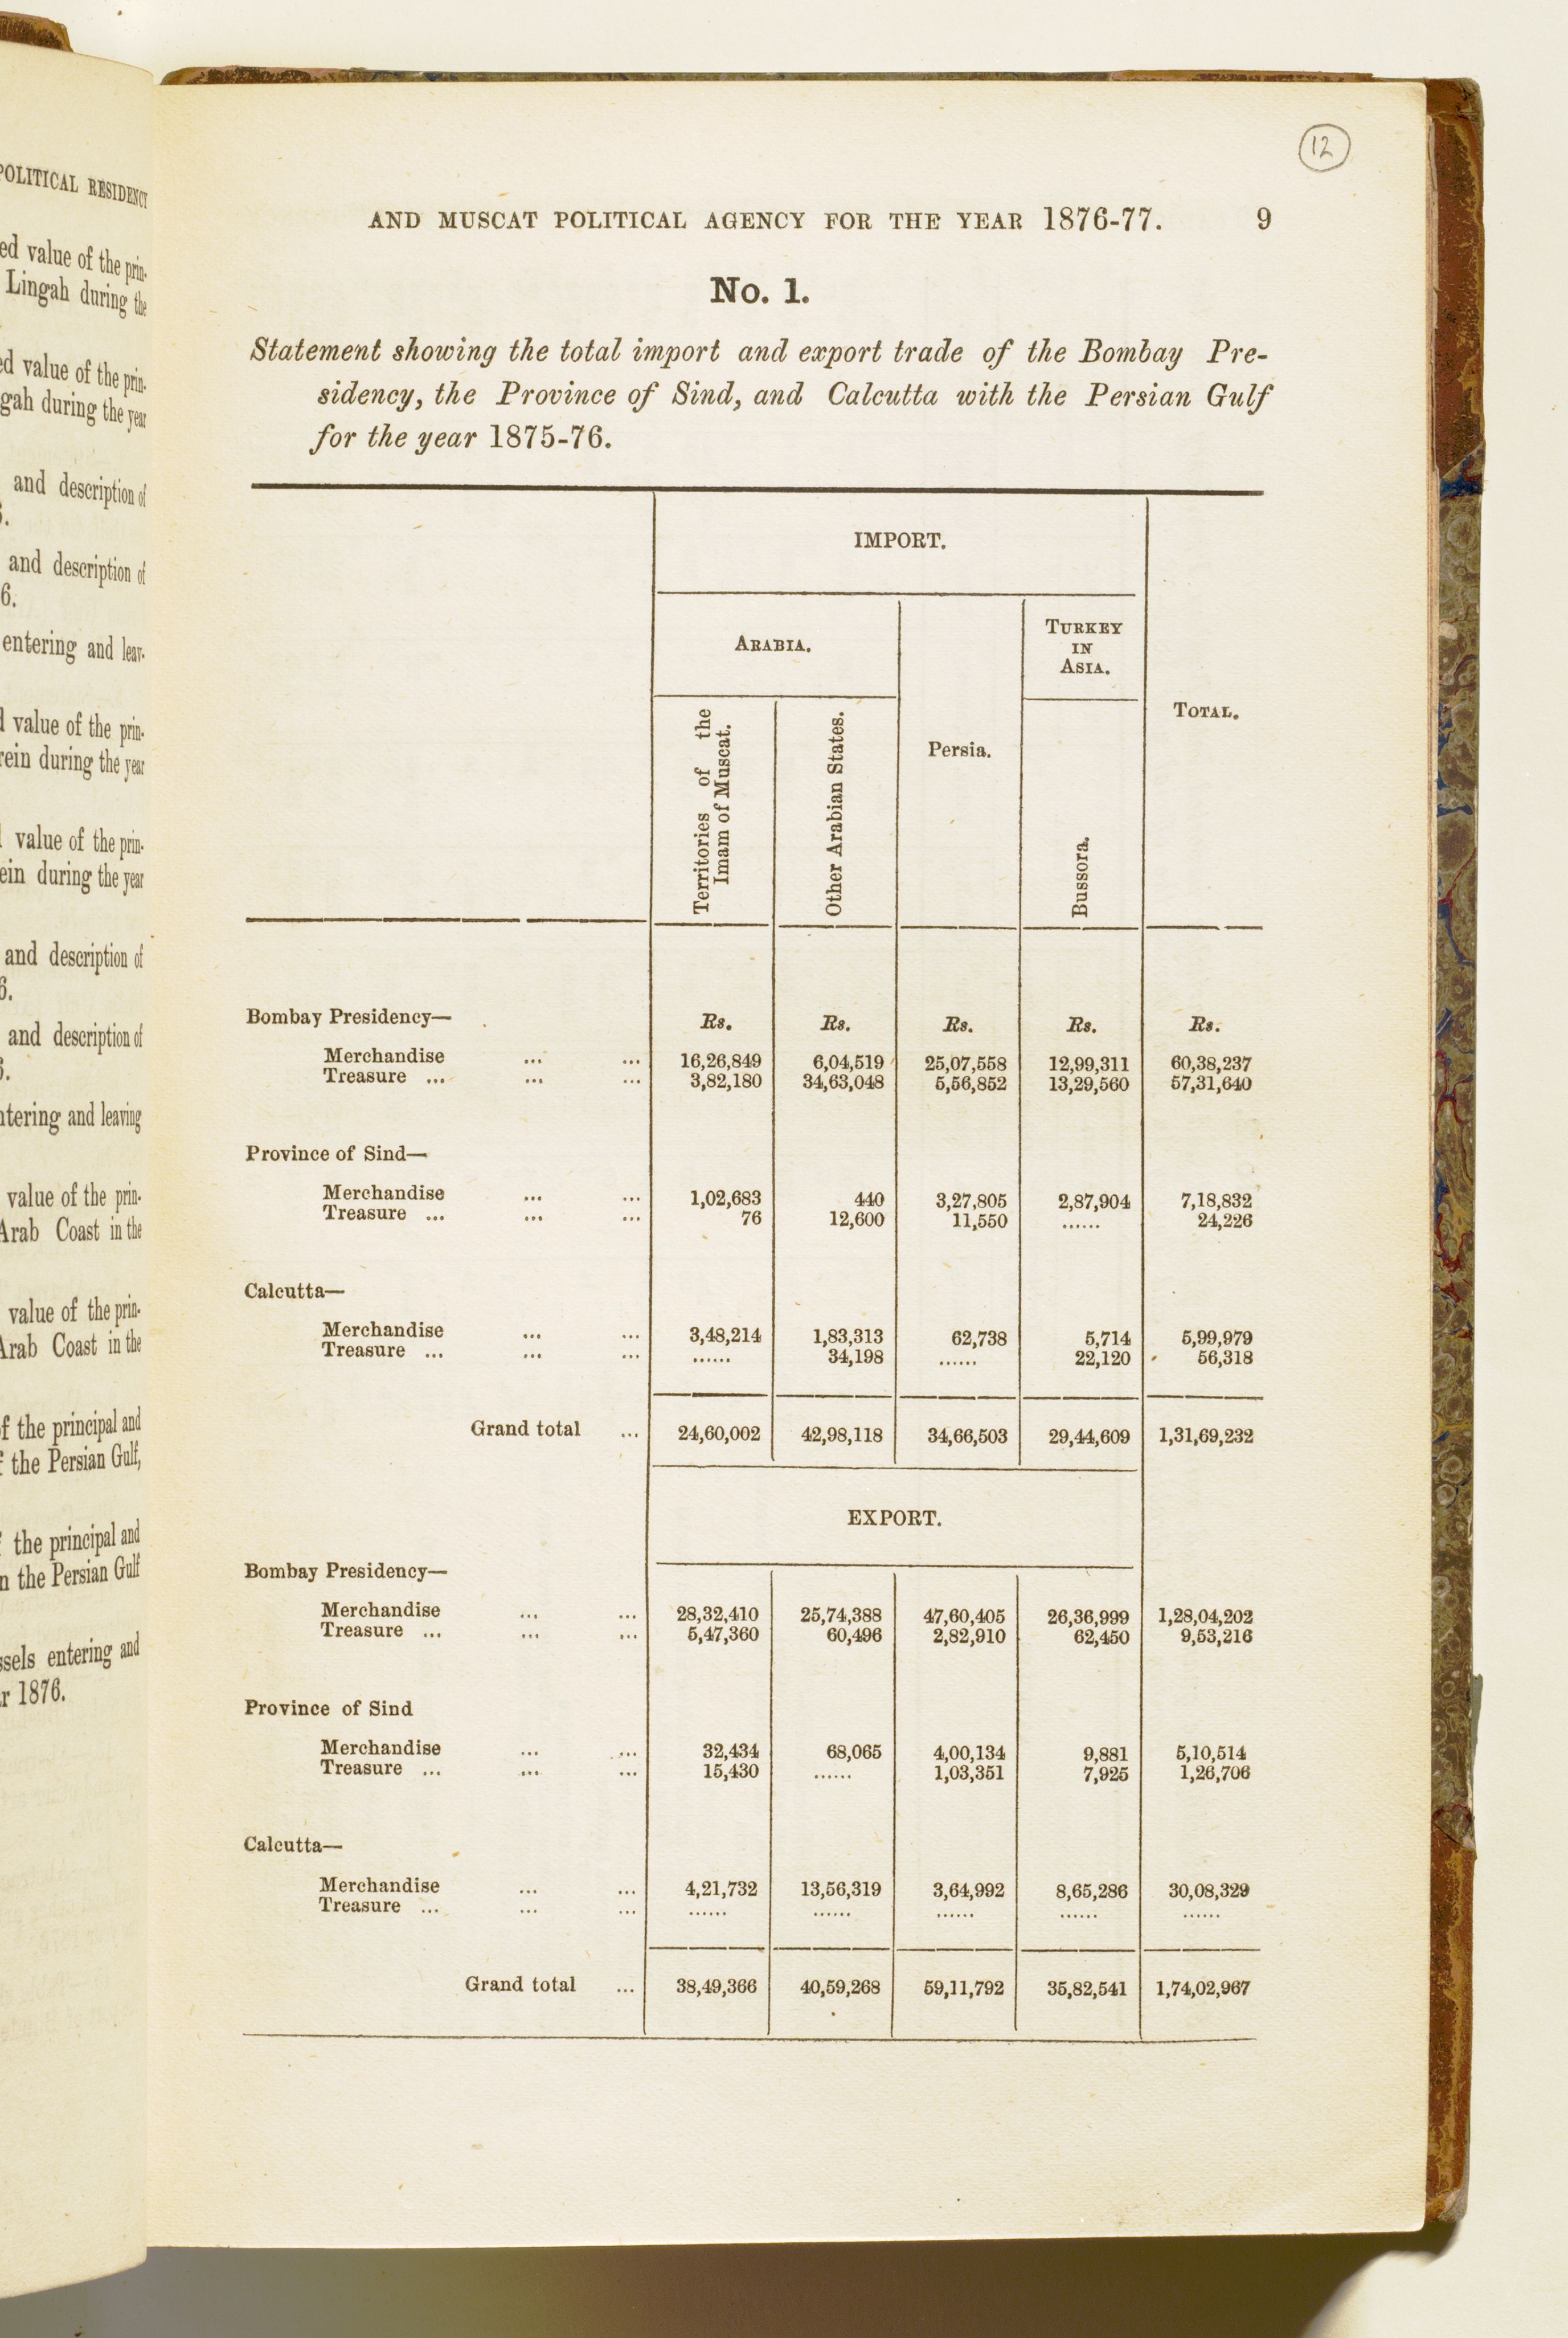 12
AND MUSCAT POLITICAL AGENCY FOR THE YEAR 1876-77. 9
No. 1.
Statement showing the total import and export trade of the Bombay Pre-
sidency, the Province of Sind, and Calcutta with the Persian Gulf
for the year 1875-76.
IMPORT.
ARABIA.
TURKEY
IN
ASIA.
TOTAL.
Territories of the
Imam of Muscat.
Other Arabian States.
Persia.
Bussora.
Bombay Presidency— Rs. Rs. Rs. Rs. Rs.
Merchandise ... ... 16,26,849 6,04,519 25,07,558 12,99,311 60,38,237
Treasure ... ... ... 3,82,180 34,63,048 5,56,852 13,29,560 57,31,640
Province of Sind—
Merchandise ... ... 1,02,683 440 3,27,805 2,87,904 7,18,832
Treasure ... ... ... 76 12,600 11,550 ...... 24,226
Calcutta—
Merchandise ... ... 3,48,214 1,83,313 62,738 5,714 5,99,979
Treasure ... ... ... ...... 34,198 ...... 22,120 56,318
Grand total ... 24,60,002 42,98,118 34,66,503 29,44,609 1,31,69,232
EXPORT.
Bombay Presidency—
Merchandise ... ... 28,32,410 25,74,388 47,60,405 26,36,999 1,28,04,202
Treasure ... ... ... 5,47,360 60,496 2,82,910 62,450 9,53,216
Province of Sind
Merchandise ... ... 32,434 68,065 4,00,134 9,881 5,10,514
Treasure ... ... ... 15,430 ...... 1,03,351 7,925 1,26,706
Calcutta—
Merchandise ... ... 4,21,732 13,56,319 3,64,992 8,65,286 30,08,329
Treasure ... ... ... ...... ...... ...... ...... ......
Grand total ... 38,49,366 40,59,268 59,11,792 35,82,541 1,74,02,967
POLITICAL RESIDENCY
ed value of the prin-
Lingah during the
ed value of the prin-
gah during the year
and description of
6.
and description of
6.
entering and leav-
value of the prin-
rein during the year
value of the prin-
ein during the year
and description of
6.
and description of
6.
ntering and leaving
value of the prin-
Arab Coast in the
value of the prin-
Arab Coast in the
f the principal and
f the Persian Gulf,
the principal and
n the Persian Gulf
ssels entering and
r 1876.